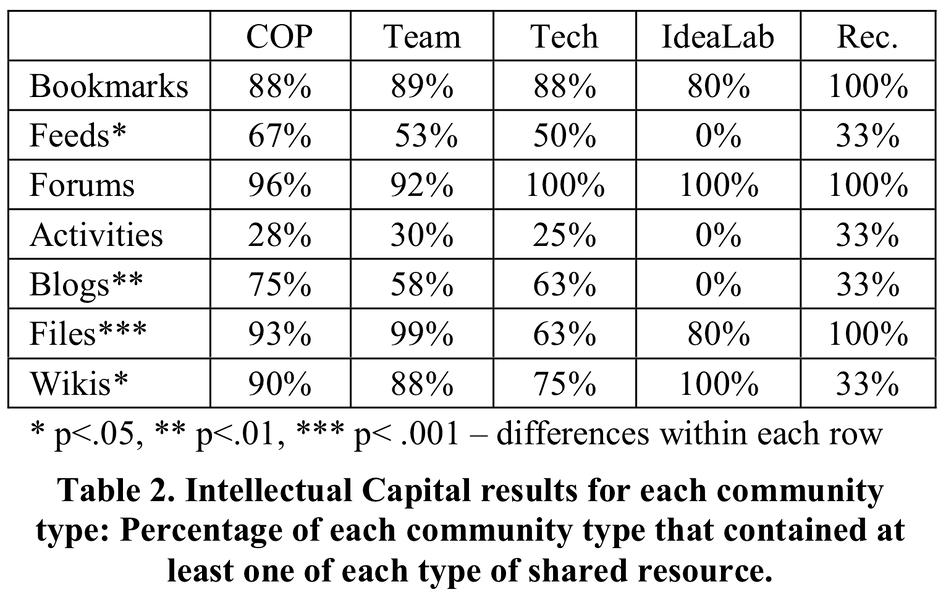 COP Team Tech IdeaLab Rec.
Bookmarks 88% 89% 88% 80% 100%
Feeds* 67% 53% 50% 0% 33%
Forums 96% 92% 100% 100% 100%
Activities 28% 30% 25% 0% 33%
Blogs** 75% 58% 63% 0% 33%
Files*** 93% 99% 63% 80% 100%
Wikis* 90% 88% 75% 100% 33%
* p<.05, ** p<.01, *** p< .001 – differences within each row
Table 2. Intellectual Capital results for each community
type: Percentage of each community type that contained at
least one of each type of shared resource.